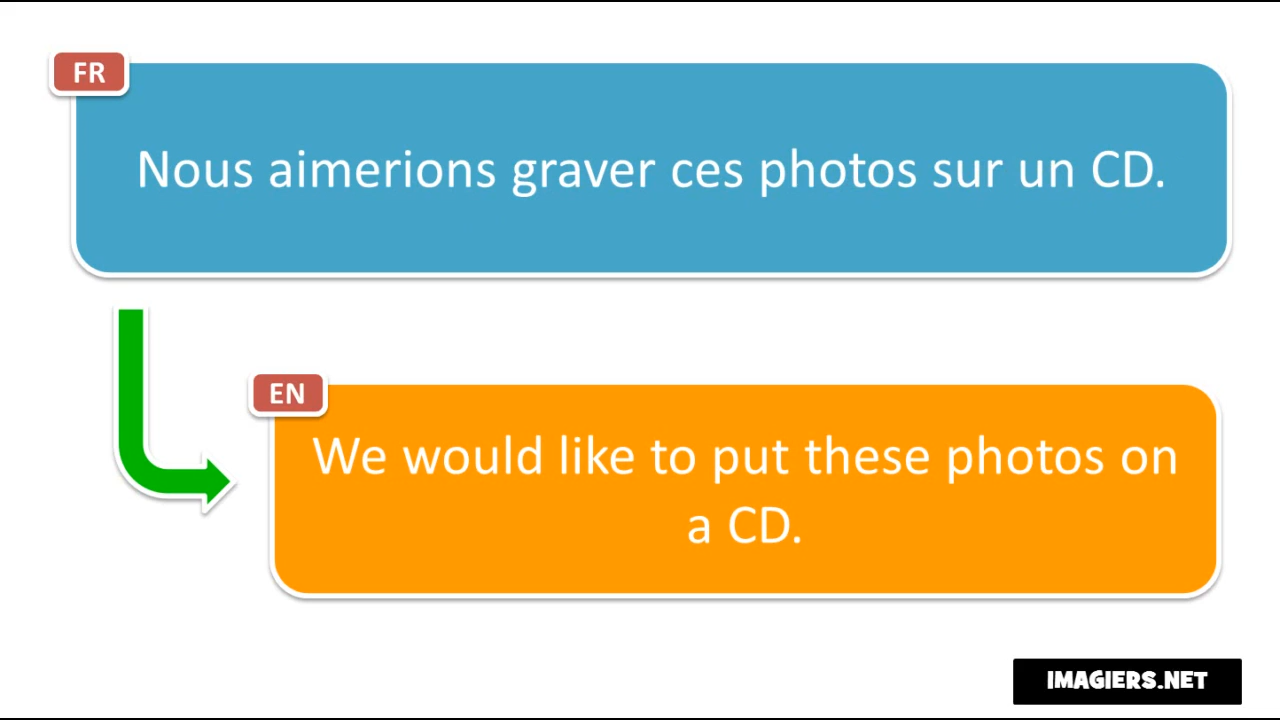 FR
Nous aimerions graver ces photos sur un CD.
EN
We would like to put these photos on
a CD.
IMAGIERS.NET